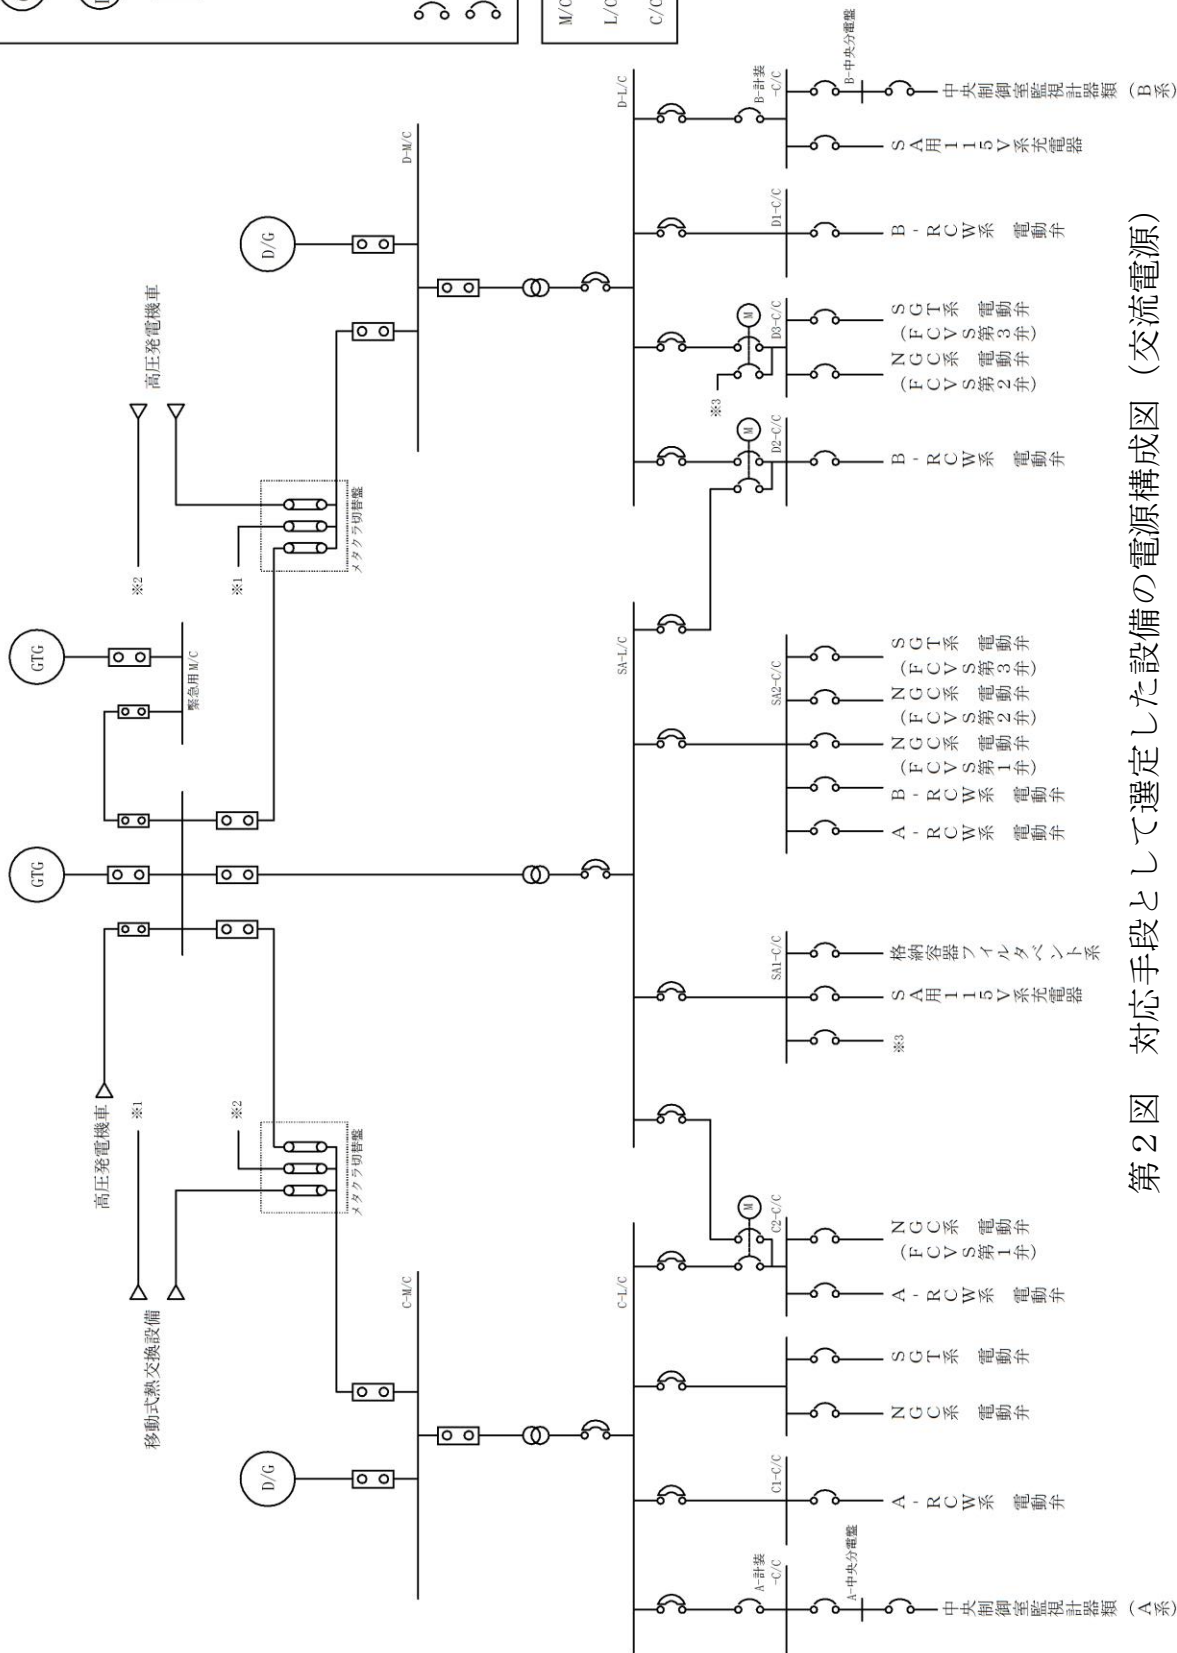 M/C
L/C
C/C
GTG
GTG
高圧発電機車
※1
移動式熱交換設備
※2
メタクラ切替盤
緊急用M/C
※2
高圧発電機車
※1
メタクラ切替盤
D/G
C-M/C
D/G
D-M/C
C-L/C
SA-L/C
D-L/C
A-計装
-C/C
A-中央分電盤
中央制御室監視計器類(A系)
C1-C/C
A-RCW系 電動弁
NGC系 電動弁
SGT系 電動弁
M
C2-C/C
A-RCW系 電動弁
NGC系 電動弁
(FCVS第1弁)
SA1-C/C
※3
SA用115V系充電器
格納容器フィルタベント系
SA2-C/C
A-RCW系 電動弁
B-RCW系 電動弁
NGC系 電動弁
(FCVS第1弁)
NGC系 電動弁
(FCVS第2弁)
SGT系 電動弁
(FCVS第3弁)
M
D2-C/C
B-RCW系 電動弁
※3
M
D3-C/C
NGC系 電動弁
(FCVS第2弁)
SGT系 電動弁
(FCVS第3弁)
D1-C/C
B-RCW系 電動弁
B-計装
-C/C
SA用115V系充電器
B-中央分電盤
中央制御室監視計器類(B系)
第2図 対応手段として選定した設備の電源構成図 (交流電源)